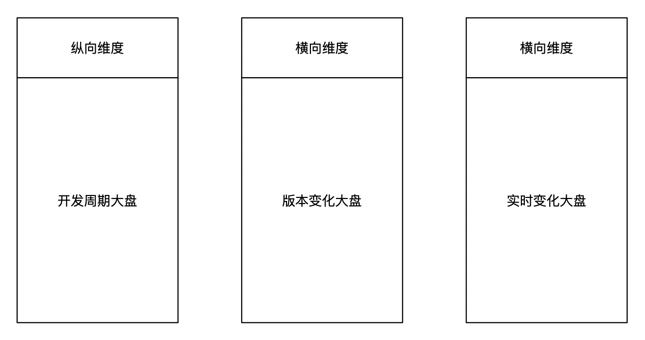 纵向维度
开发周期大盘
横向维度
版本变化大盘
横向维度
实时变化大盘